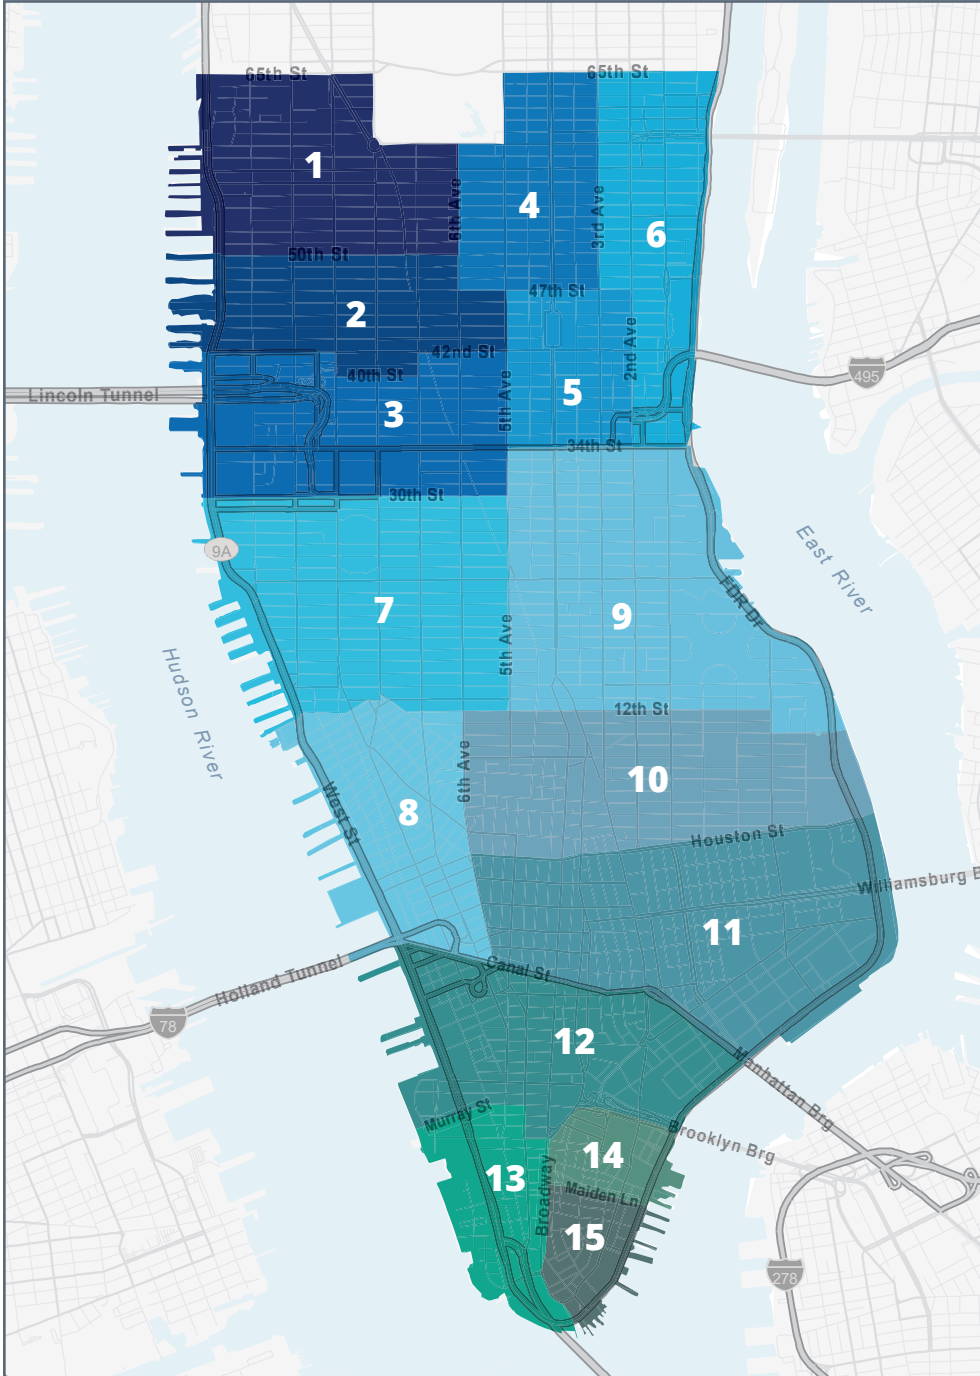 65th St
65th St
1
6th Ave
4
3rd Ave
6
50th St
47th St
2
42nd St
2nd Ave
40th St
495
Lincoln Tunnel
3
5th Ave
5
34th St
30th St
9A
East River
7
9
FDR Dr
5th Ave
Hudson River
12th St
6th Ave
10
West St
8
Houston St
Williamsburg B
11
Canal St
Holland Tunnel
78
12
Manhattan Brg
Murray St
Brooklyn Brg
14
13
Broadway
Maiden Ln
15
278